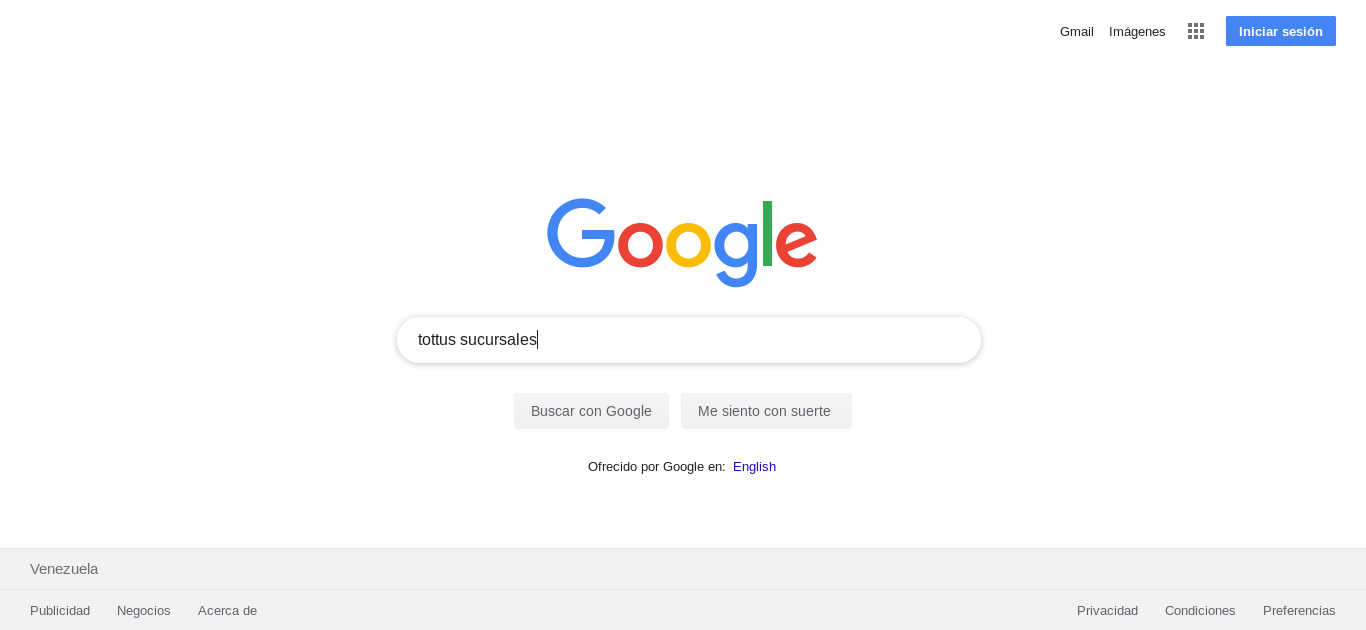 Gmail Imágenes Iniciar sesión
Google
tottus sucursales
Buscar con Google Me siento con suerte
Ofrecido por Google en: English
Venezuela
Publicidad Negocios Acerca de Privacidad Condiciones Preferencias